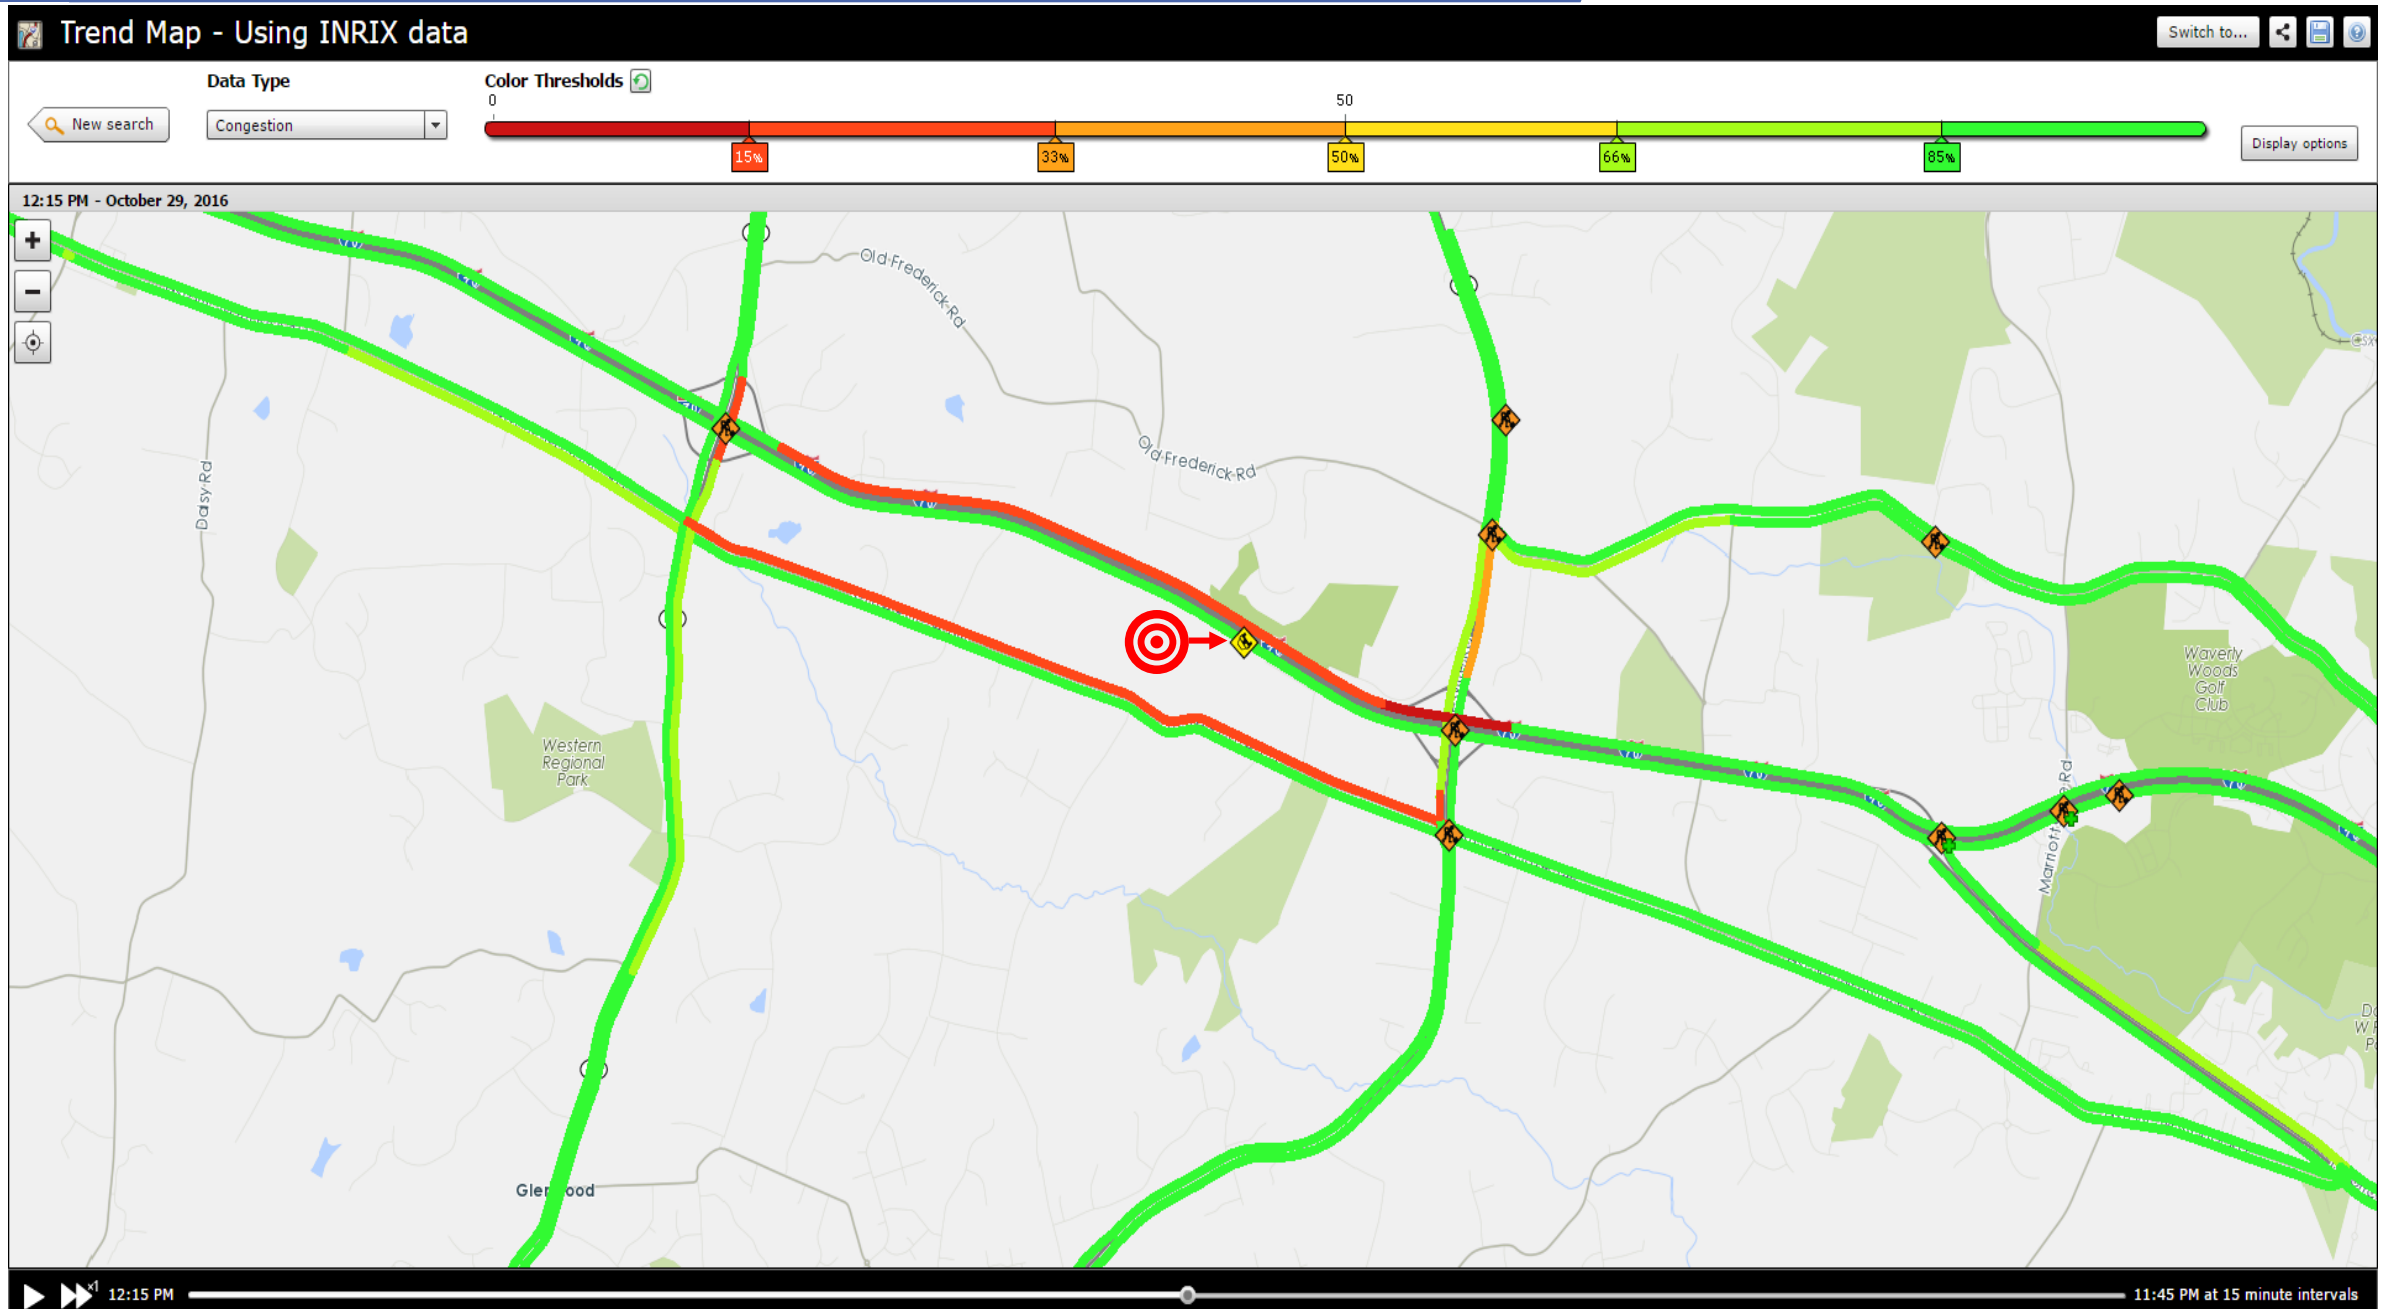 Trend Map - Using INRIX data
Switch to...
Data Type
Color Thresholds
0
50
New search
Congestion
15%
33%
50%
66%
85%
Display options
12:15 PM - October 29, 2016
Old-Frederick-Rd
Old-Frederick-Rd
Daisy-Rd
Waverly
Woods
Golf
Club
Western
Regional
Park
Glenwood
x1
12:15 PM
11:45 PM at 15 minute intervals